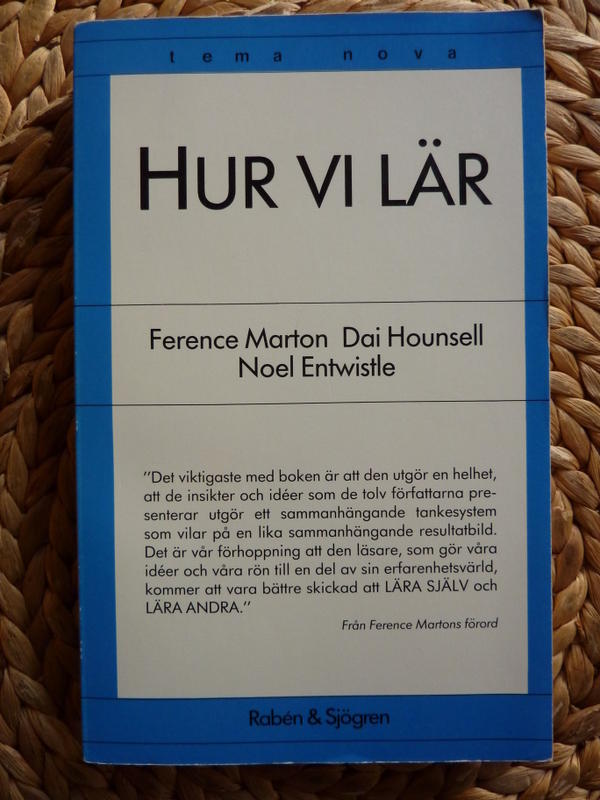 tema nova
HUR VI LÄR
Ference Marton Dai Hounsell
Noel Entwistle
"Det viktigaste med boken är att den utgör en helhet,
att de insikter och idéer som de tolv författarna pre-
senterar utgör ett sammanhängande tankesystem
som vilar på en lika sammanhängande resultatbild.
Det är vår förhoppning att den läsare, som gör våra
idéer och våra rön till en del av sin erfarenhetsvärld,
kommer att vara bättre skickad att LÄRA SJÄLV och
LÄRA ANDRA."
Från Ference Martons förord
Rabén & Sjögren